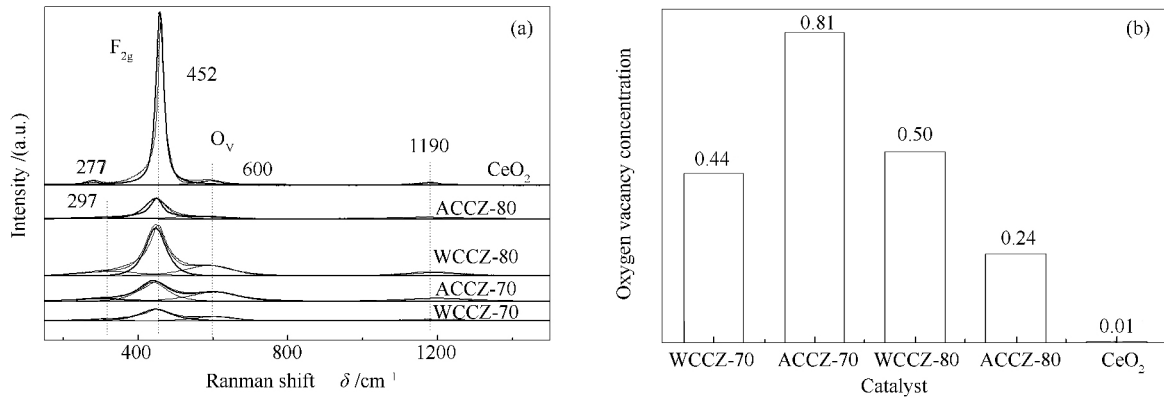 (a)
F2g
452
OV
277
600
1190
CeO2
297
ACCZ-80
WCCZ-80
ACCZ-70
WCCZ-70
Intensity /(a.u.)
400
800
1200
Ranman shift δ /cm-1
(b)
0.44
0.81
0.50
0.24
0.01
Oxygen vacancy concentration
WCCZ-70
ACCZ-70
WCCZ-80
ACCZ-80
CeO2
Catalyst